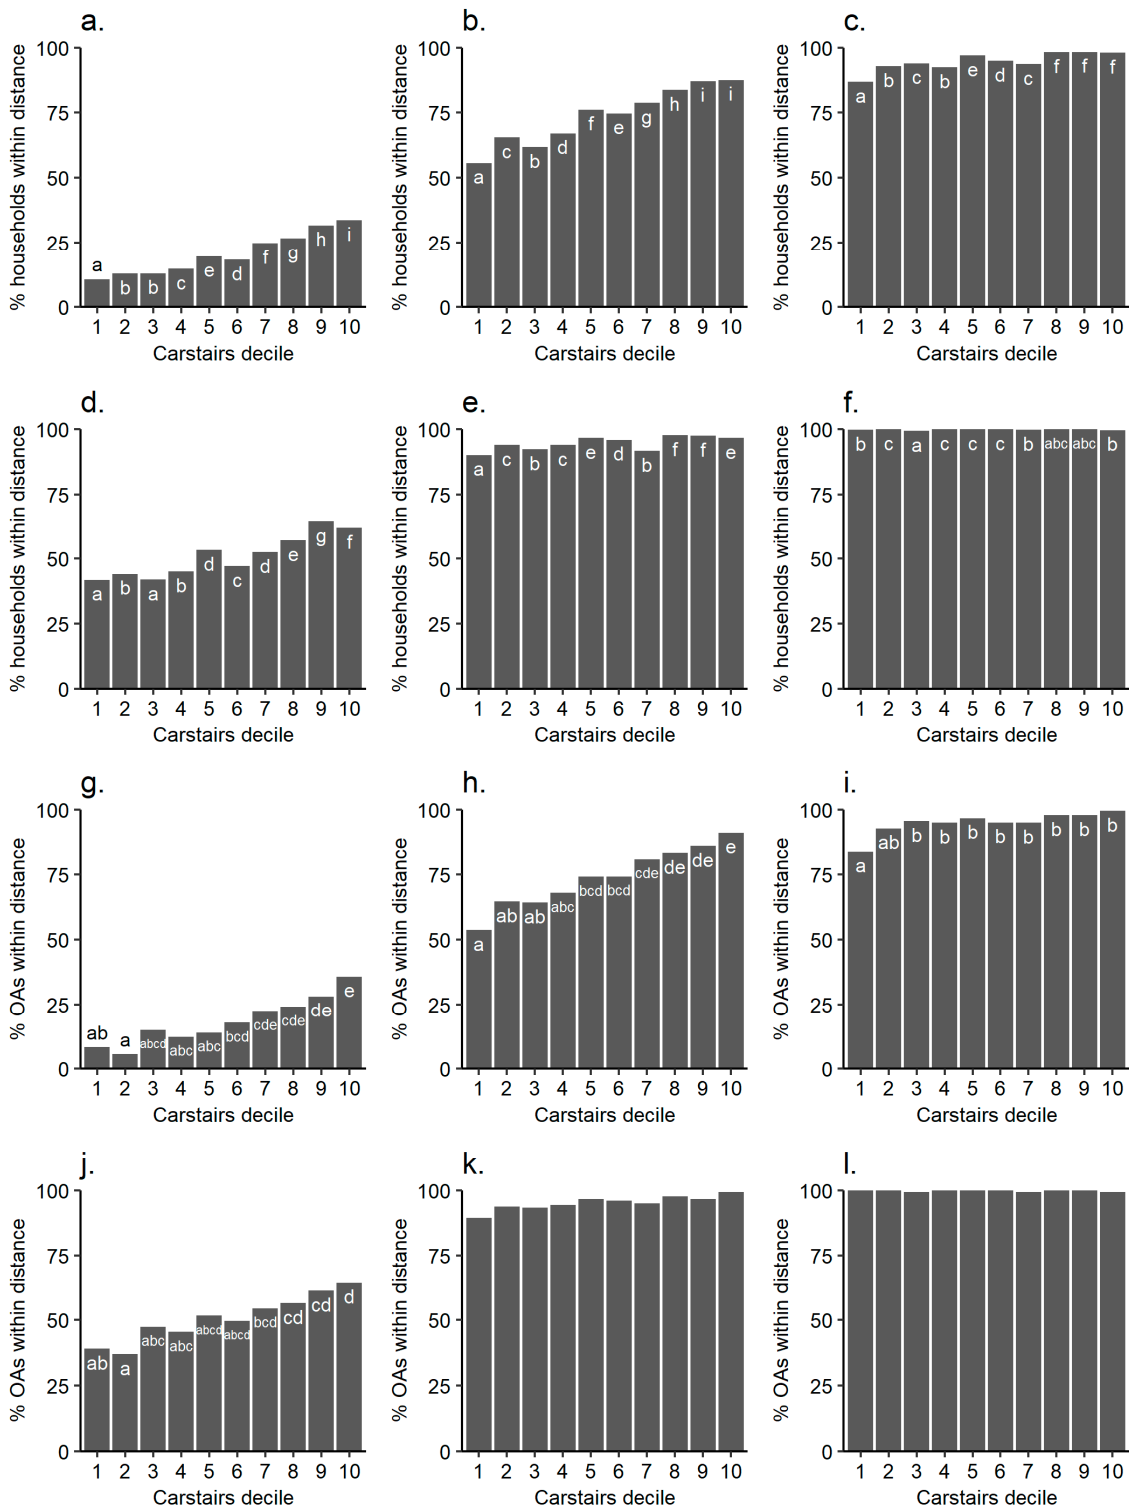 a.
% households within distance
100
75
50
25
0
a b b c e d f g h i
1 2 3 4 5 6 7 8 9 10
Carstairs decile
b.
% households within distance
100
75
50
25
0
a c b d f e g h i i
1 2 3 4 5 6 7 8 9 10
Carstairs decile
c.
% households within distance
100
75
50
25
0
a b c b e d c f f f
1 2 3 4 5 6 7 8 9 10
Carstairs decile
d.
% households within distance
100
75
50
25
0
a b a b d c d e g f
1 2 3 4 5 6 7 8 9 10
Carstairs decile
e.
% households within distance
100
75
50
25
0
a c b c e d b f f e
1 2 3 4 5 6 7 8 9 10
Carstairs decile
f.
% households within distance
100
75
50
25
0
b c a c c c b abc abc b
1 2 3 4 5 6 7 8 9 10
Carstairs decile
g.
% OAs within distance
100
75
50
25
0
ab a abcd abc abc bcd cde cde de e
1 2 3 4 5 6 7 8 9 10
Carstairs decile
h.
% OAs within distance
100
75
50
25
0
a ab ab abc bcd bcd cde de de e
1 2 3 4 5 6 7 8 9 10
Carstairs decile
i.
% OAs within distance
100
75
50
25
0
a ab b b b b b b b b
1 2 3 4 5 6 7 8 9 10
Carstairs decile
j.
% OAs within distance
100
75
50
25
0
ab a abc abc abcd abcd bcd cd cd d
1 2 3 4 5 6 7 8 9 10
Carstairs decile
k.
% OAs within distance
100
75
50
25
0
1 2 3 4 5 6 7 8 9 10
Carstairs decile
l.
% OAs within distance
100
75
50
25
0
1 2 3 4 5 6 7 8 9 10
Carstairs decile